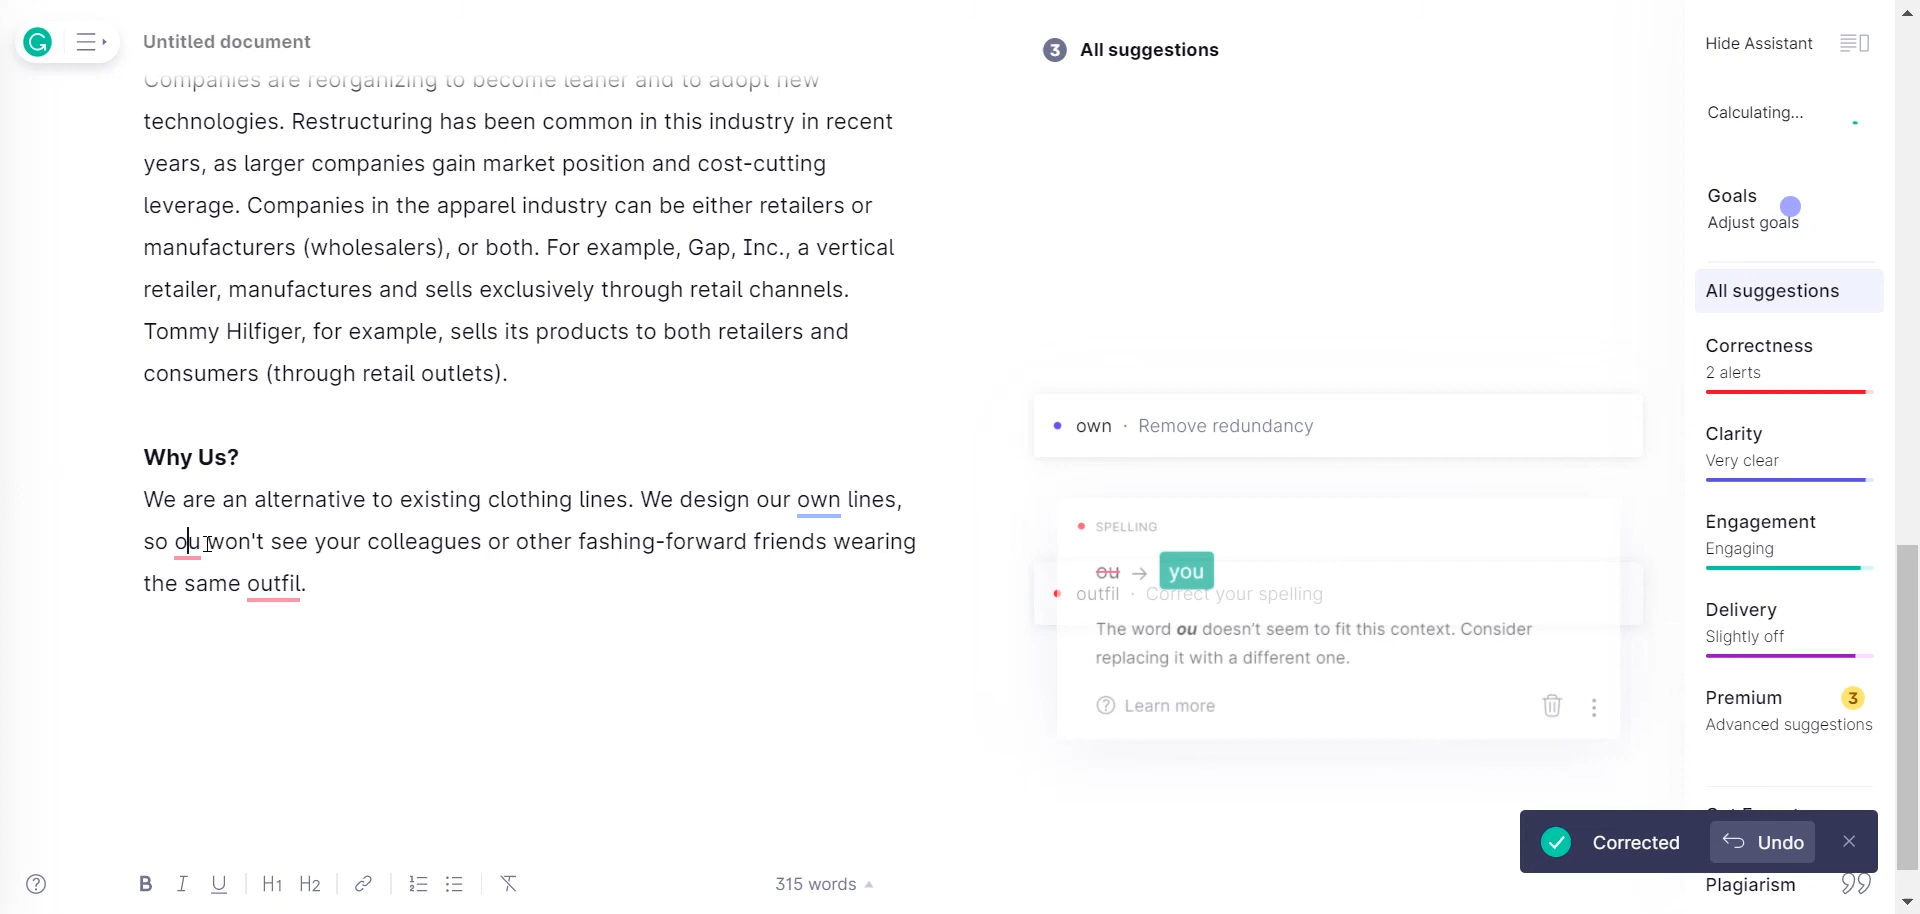 Untitled document
Companies are reorganizing to become leaner and to adopt new
technologies. Restructuring has been common in this industry in recent
years, as larger companies gain market position and cost-cutting
leverage. Companies in the apparel industry can be either retailers or
manufacturers (wholesalers), or both. For example, Gap, Inc., a vertical
retailer, manufactures and sells exclusively through retail channels.
Tommy Hilfiger, for example, sells its products to both retailers and
consumers (through retail outlets).
Why Us?
We are an alternative to existing clothing lines. We design our own lines,
so ou won't see your colleagues or other fashing-forward friends wearing
the same outfil.
B I U H1 H2
315 words
3 All suggestions
own · Remove redundancy
SPELLING
ou → you
outfil · Correct your spelling
The word ou doesn't seem to fit this context. Consider
replacing it with a different one.
Learn more
Hide Assistant
Calculating...
Goals
Adjust goals
All suggestions
Correctness
2 alerts
Clarity
Very clear
Engagement
Engaging
Delivery
Slightly off
Premium 3
Advanced suggestions
Corrected Undo
Plagiarism